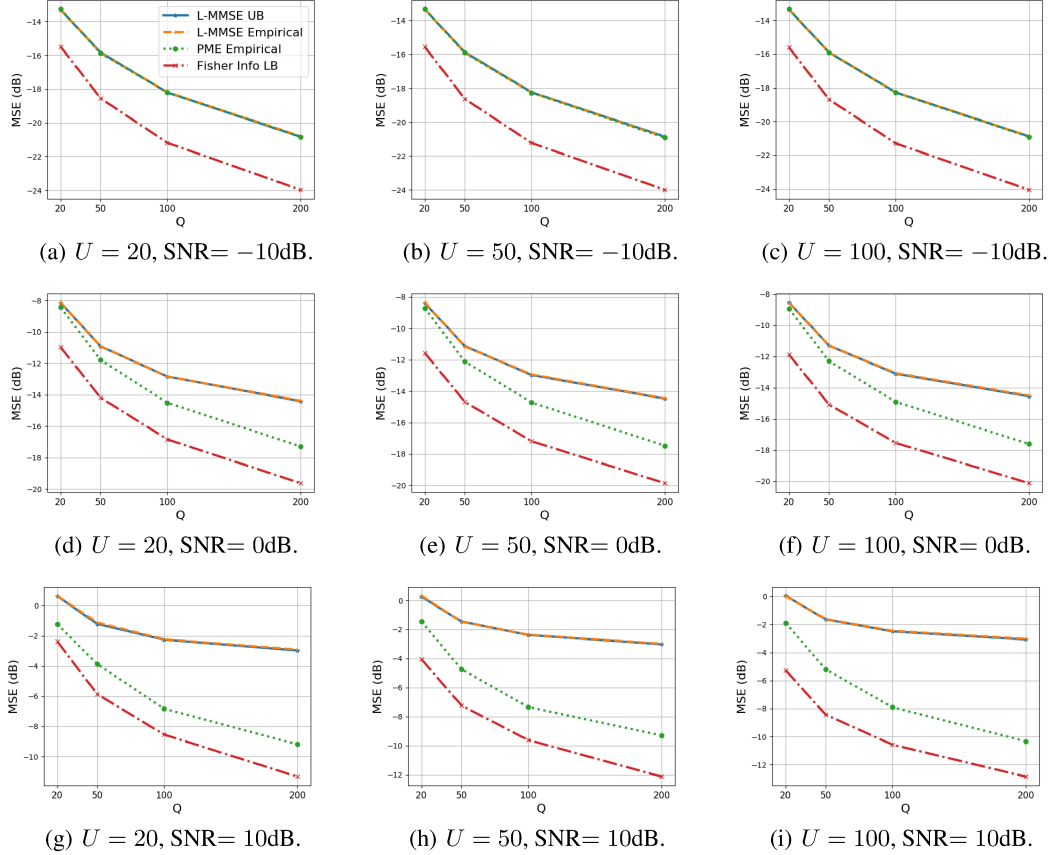 L-MMSE UB
L-MMSE Empirical
PME Empirical
Fisher Info LB
MSE (dB)
−14
−16
−18
−20
−22
−24
20 50 100 200
Q
MSE (dB)
−14
−16
−18
−20
−22
−24
20 50 100 200
Q
MSE (dB)
−14
−16
−18
−20
−22
−24
20 50 100 200
Q
(a) U = 20, SNR= −10dB.
(b) U = 50, SNR= −10dB.
(c) U = 100, SNR= −10dB.
MSE (dB)
−8
−10
−12
−14
−16
−18
−20
20 50 100 200
Q
MSE (dB)
−8
−10
−12
−14
−16
−18
−20
20 50 100 200
Q
MSE (dB)
−8
−10
−12
−14
−16
−18
−20
20 50 100 200
Q
(d) U = 20, SNR= 0dB.
(e) U = 50, SNR= 0dB.
(f) U = 100, SNR= 0dB.
MSE (dB)
0
−2
−4
−6
−8
−10
20 50 100 200
Q
MSE (dB)
0
−2
−4
−6
−8
−10
−12
20 50 100 200
Q
MSE (dB)
0
−2
−4
−6
−8
−10
−12
20 50 100 200
Q
(g) U = 20, SNR= 10dB.
(h) U = 50, SNR= 10dB.
(i) U = 100, SNR= 10dB.